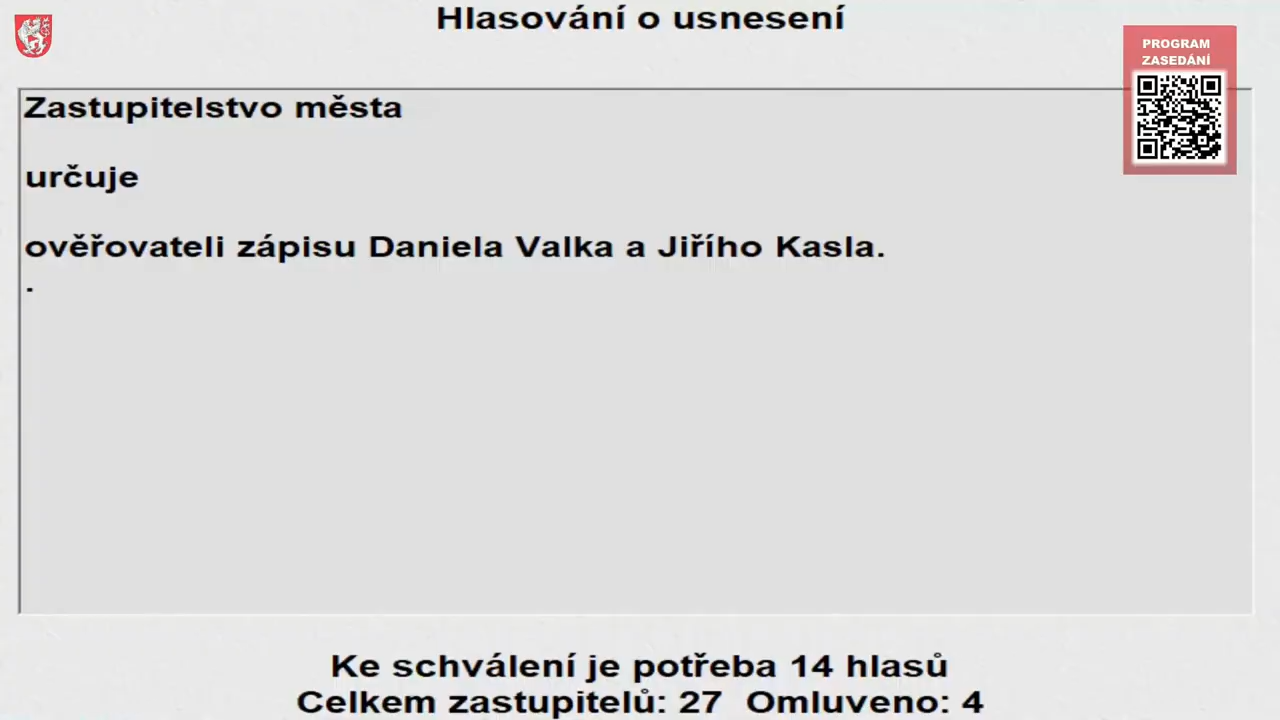 Hlasování o usnesení
PROGRAM
ZASEDÁNÍ
Zastupitelstvo města
určuje
ověřovateli zápisu Daniela Valka a Jiřího Kasla.
.
Ke schválení je potřeba 14 hlasů
Celkem zastupitelů: 27 Omluveno: 4